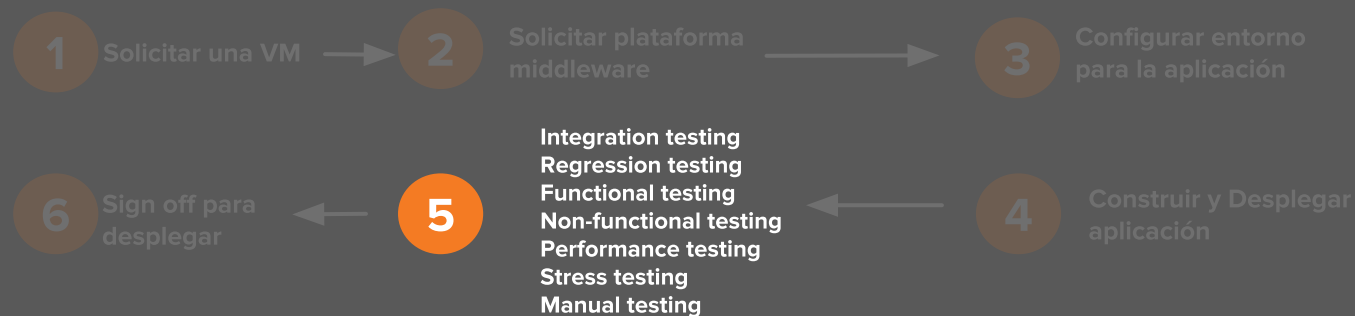 1
Solicitar una VM
2
Solicitar plataforma
middleware
3
Configurar entorno
para la aplicación
Integration testing
Regression testing
Functional testing
Non-functional testing
Performance testing
Stress testing
Manual testing
6
Sign off para
desplegar
5
4
Construir y Desplegar
aplicación